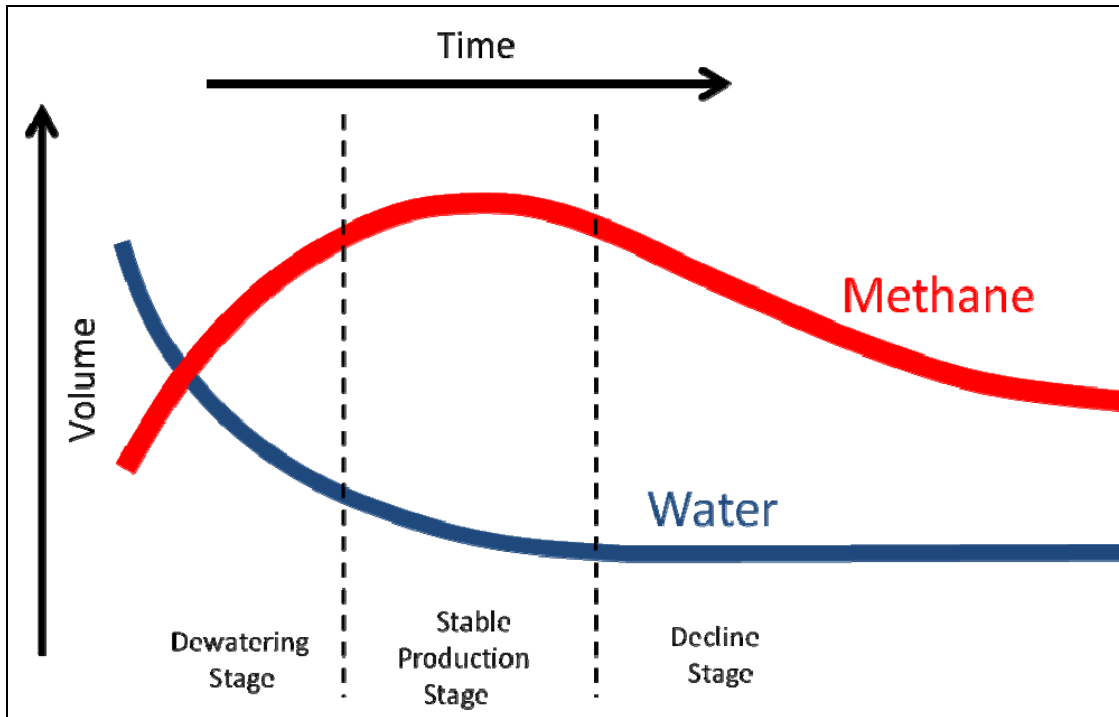 Time
Volume
Methane
Water
Dewatering
Stage
Stable
Production
Stage
Decline
Stage